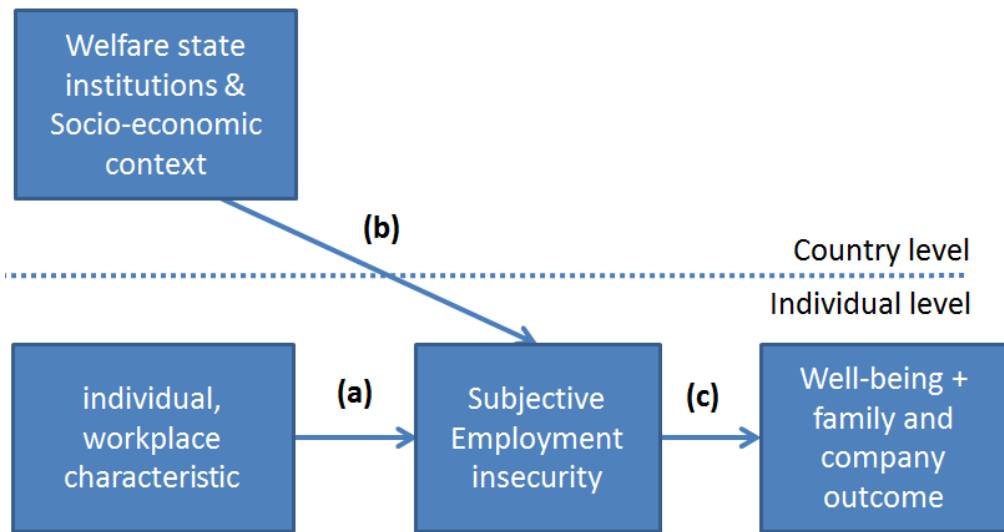 Welfare state
institutions &
Socio-economic
context
(b)
Country level
Individual level
individual,
workplace
characteristic
(a)
Subjective
Employment
insecurity
(c)
Well-being +
family and
company
outcome